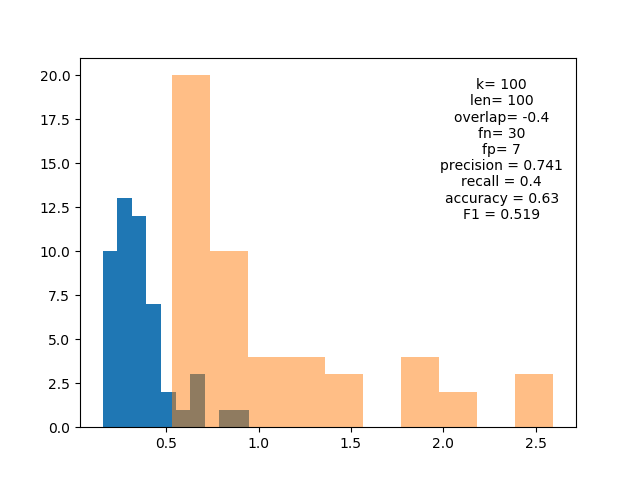 20.0
17.5
15.0
12.5
10.0
7.5
5.0
2.5
0.0
k= 100
len= 100
overlap= -0.4
fn= 30
fp= 7
precision = 0.741
recall = 0.4
accuracy = 0.63
F1 = 0.519
0.5 1.0 1.5 2.0 2.5